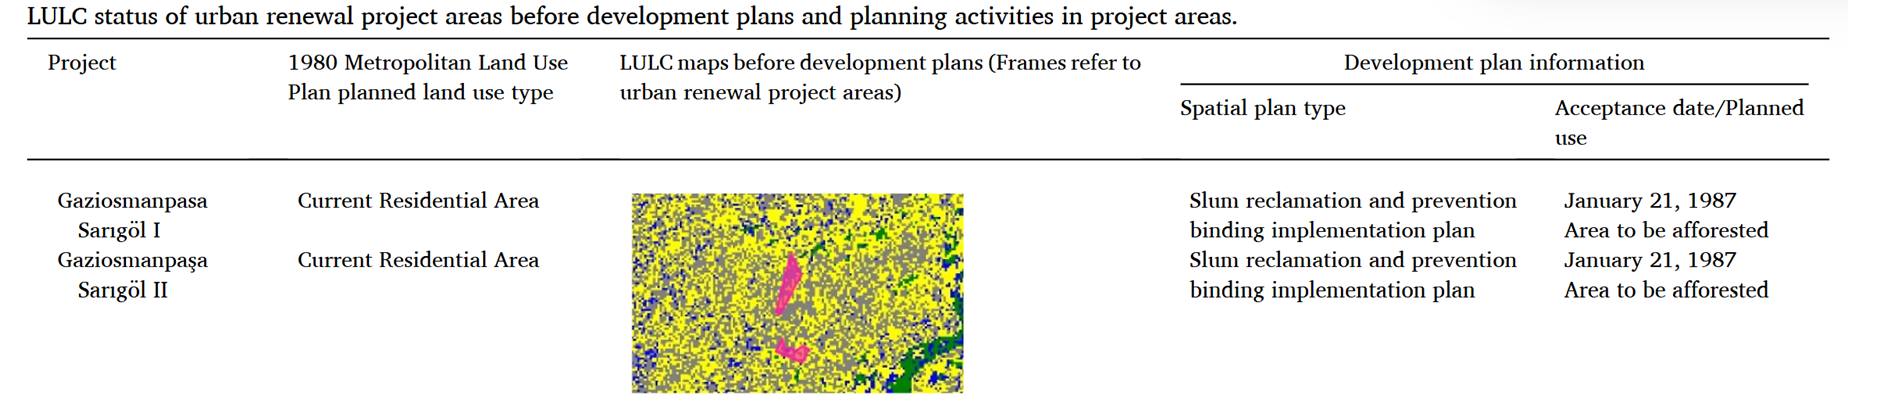 LULC status of urban renewal project areas before development plans and planning activities in project areas.
Project
1980 Metropolitan Land Use
Plan planned land use type
LULC maps before development plans (Frames refer to
urban renewal project areas)
Development plan information
Spatial plan type
Acceptance date/Planned
use
Gaziosmanpasa
Sarıgöl I
Current Residential Area
Slum reclamation and prevention
binding implementation plan
January 21, 1987
Area to be afforested
Gaziosmanpaşa
Sarıgöl II
Current Residential Area
Slum reclamation and prevention
binding implementation plan
January 21, 1987
Area to be afforested